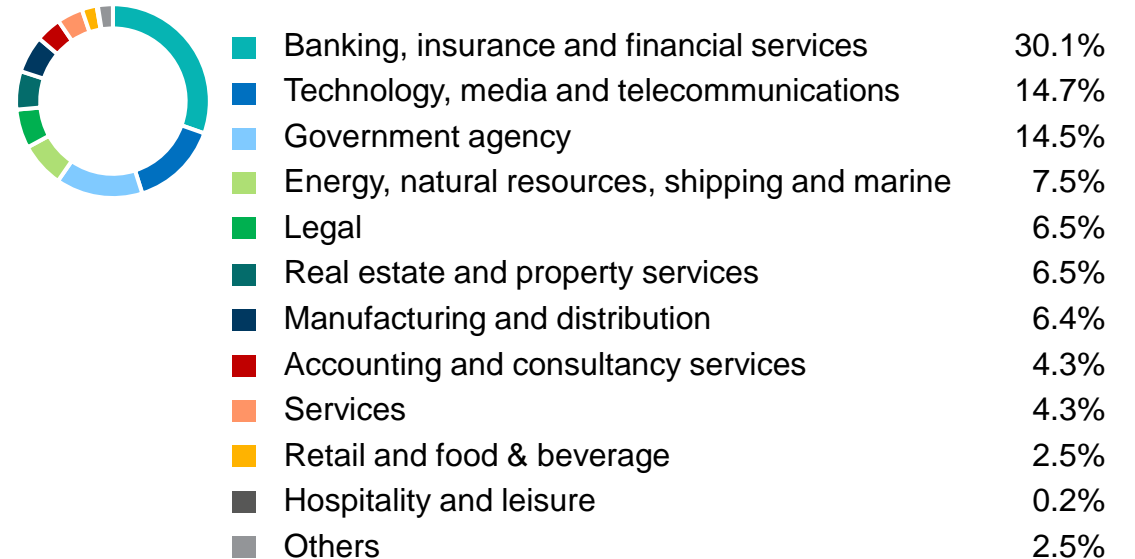 Banking, insurance and financial services 30.1%
Technology, media and telecommunications 14.7%
Government agency 14.5%
Energy, natural resources, shipping and marine 7.5%
Legal 6.5%
Real estate and property services 6.5%
Manufacturing and distribution 6.4%
Accounting and consultancy services 4.3%
Services 4.3%
Retail and food & beverage 2.5%
Hospitality and leisure 0.2%
Others 2.5%